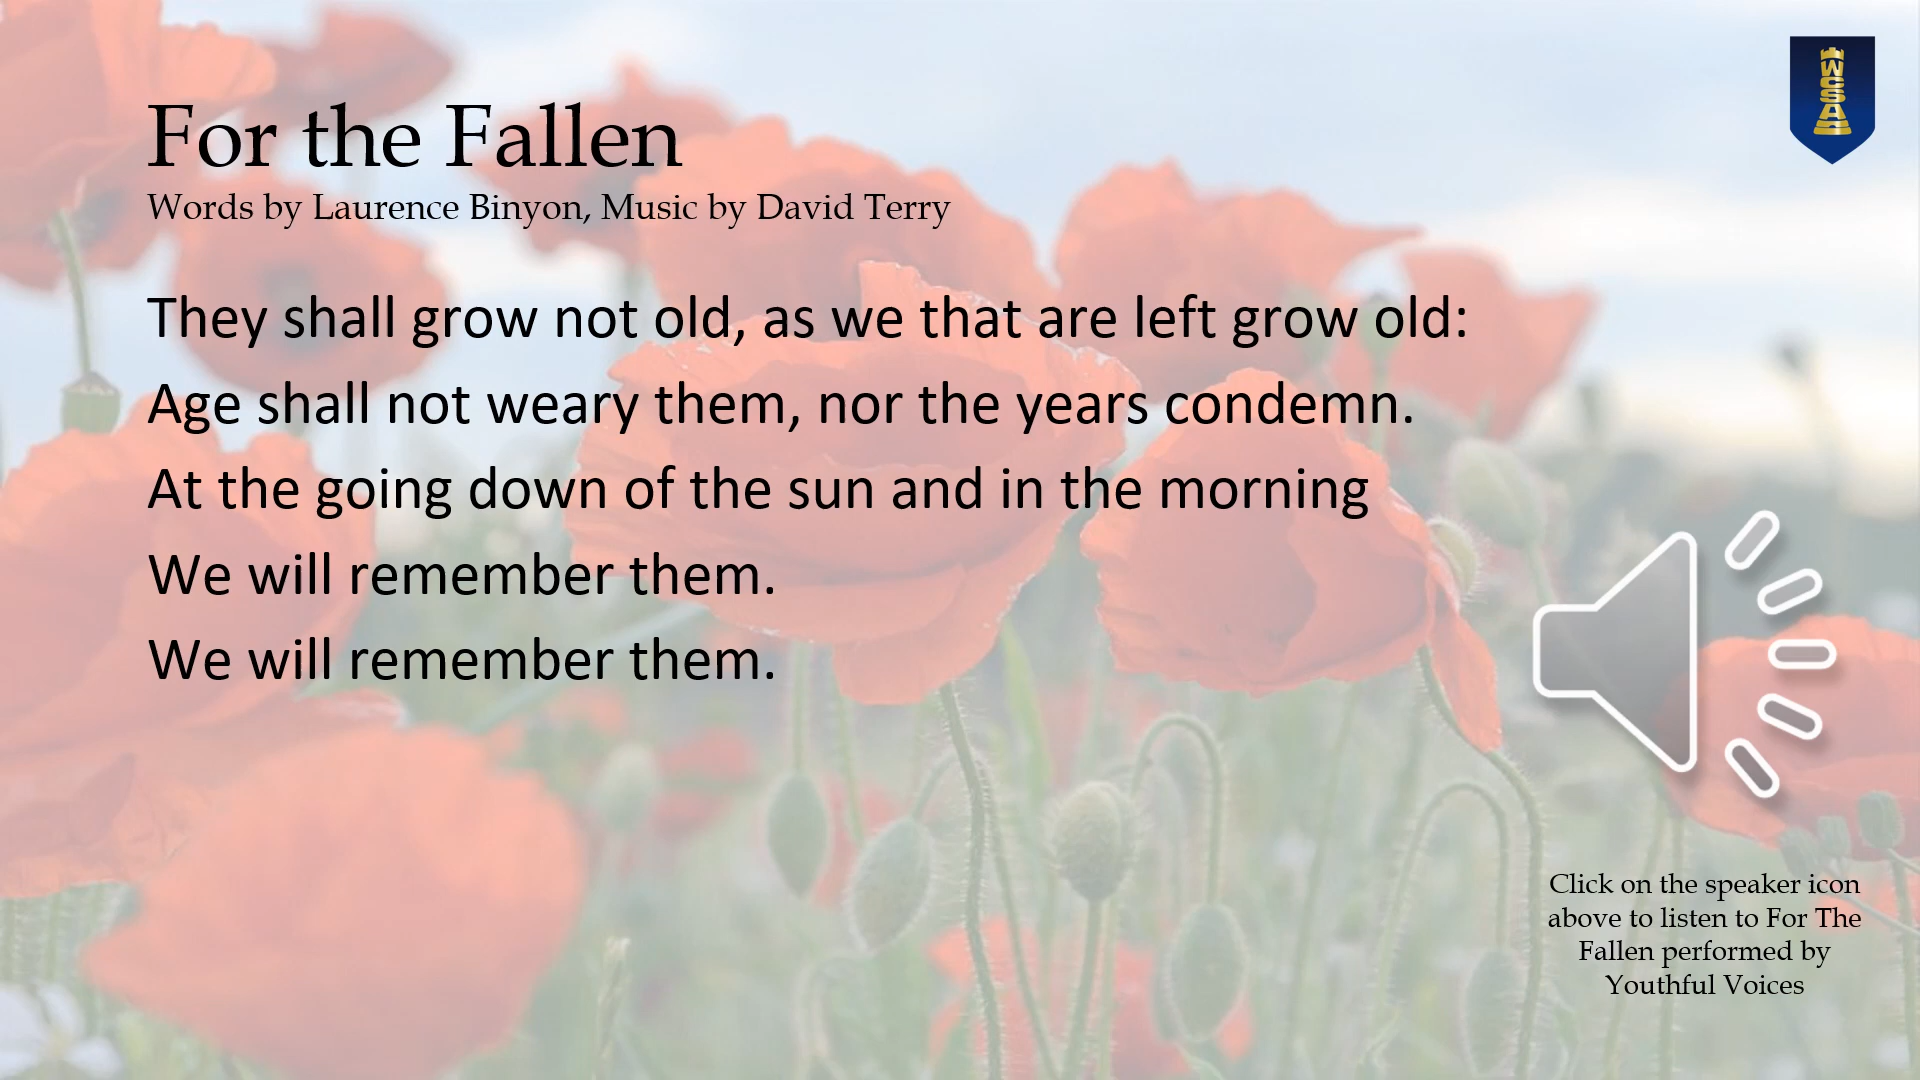 WCSA
For the Fallen
Words by Laurence Binyon, Music by David Terry
They shall grow not old, as we that are left grow old:
Age shall not weary them, nor the years condemn.
At the going down of the sun and in the morning
We will remember them.
We will remember them.
Click on the speaker icon
above to listen to For The
Fallen performed by
Youthful Voices